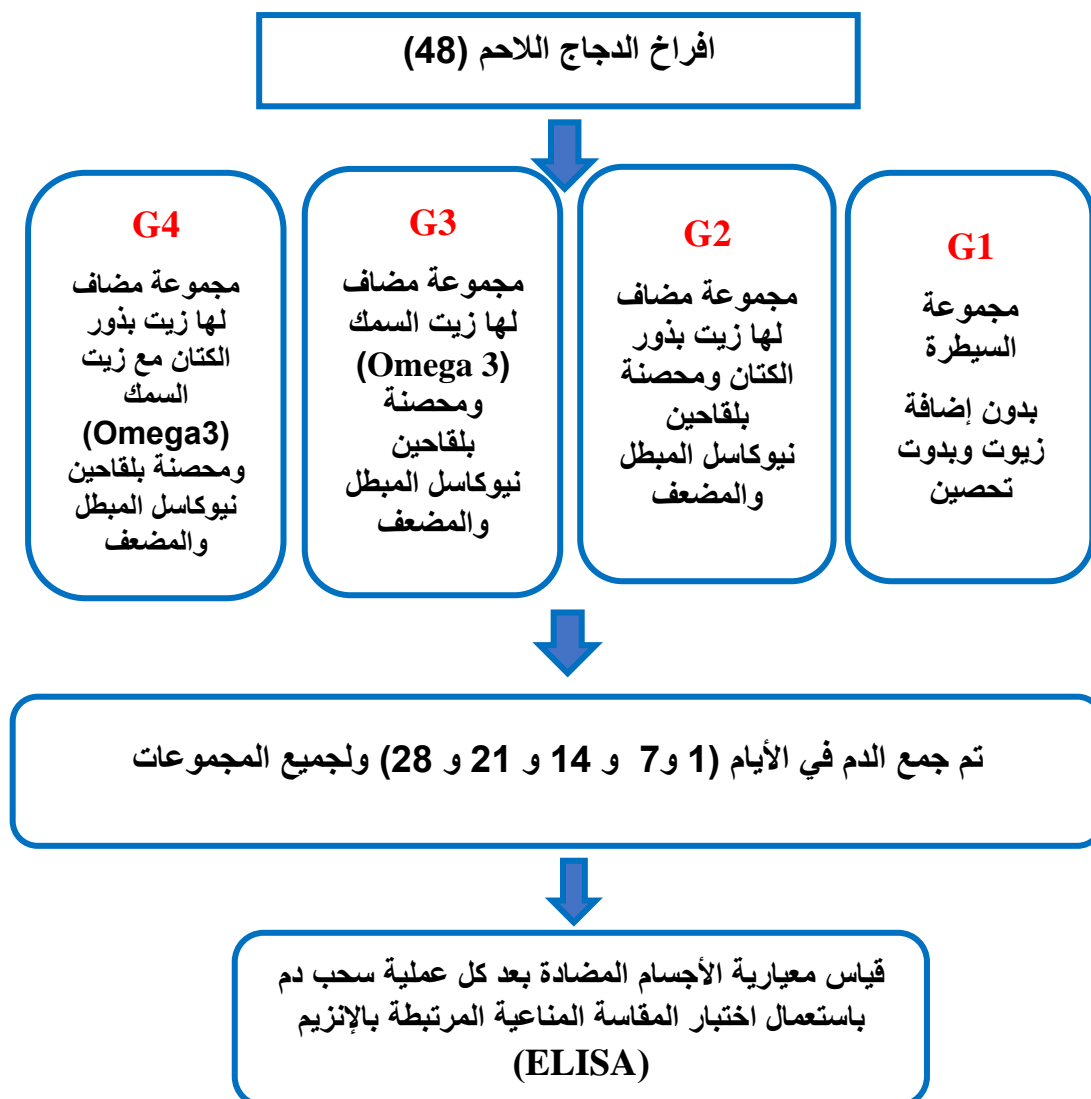 افراخ الدجاج اللاحم (48)
G1
مجموعة
السيطرة
بدون إضافة
زيوت وبدوت
تحصين
G2
مجموعة مضاف
لها زيت بذور
الكتان ومحصنة
بلقاحين
نيوكاسل المبطل
والمضعف
G3
مجموعة مضاف
لها زيت السمك
(Omega 3)
ومحصنة
بلقاحين
نيوكاسل المبطل
والمضعف
G4
مجموعة مضاف
لها زيت بذور
الكتان مع زيت
السمك
(Omega3)
ومحصنة بلقاحين
نيوكاسل المبطل
والمضعف
تم جمع الدم في الأيام (1 و7 و 14 و 21 و 28) ولجميع المجموعات
قياس معيارية الأجسام المضادة بعد كل عملية سحب دم
باستعمال اختبار المقاسة المناعية المرتبطة بالإنزيم
(ELISA)